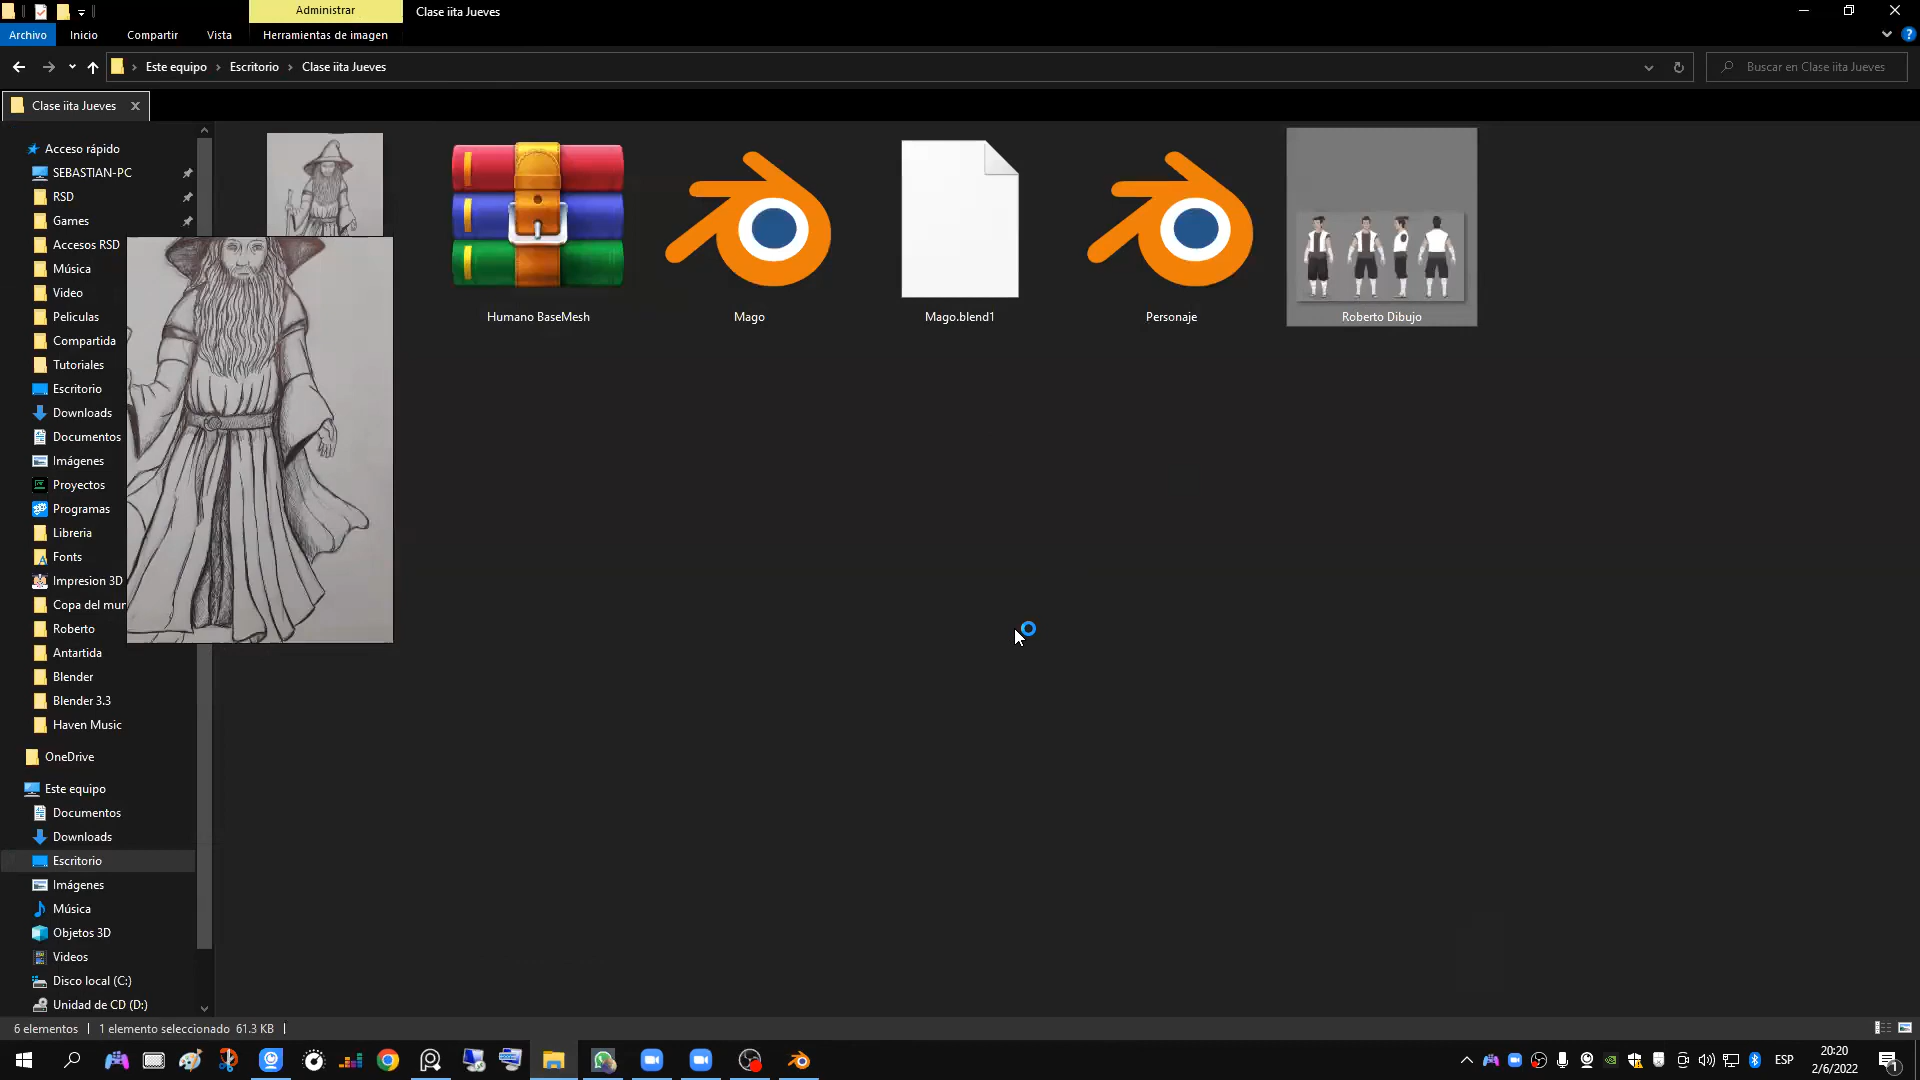 Administrar
Clase iita Jueves
Archivo
Inicio
Compartir
Vista
Herramientas de imagen
Este equipo
Escritorio
Clase iita Jueves
Buscar en Clase iita Jueves
Clase iita Jueves
Acceso rápido
SEBASTIAN-PC
RSD
Games
Accesos RSD
Música
Video
Peliculas
Compartida
Tutoriales
Escritorio
Downloads
Documentos
Imágenes
Proyectos
Programas
Libreria
Fonts
Impresion 3D
Copa del mun
Roberto
Antartida
Blender
Blender 3.3
Haven Music
OneDrive
Este equipo
Documentos
Downloads
Escritorio
Imágenes
Música
Objetos 3D
Videos
Disco local (C:)
Unidad de CD (D:)
Humano BaseMesh
Mago
Mago.blend1
Personaje
Roberto Dibujo
6 elementos
1 elemento seleccionado 61.3 KB
ESP
20:20
2/6/2022
1